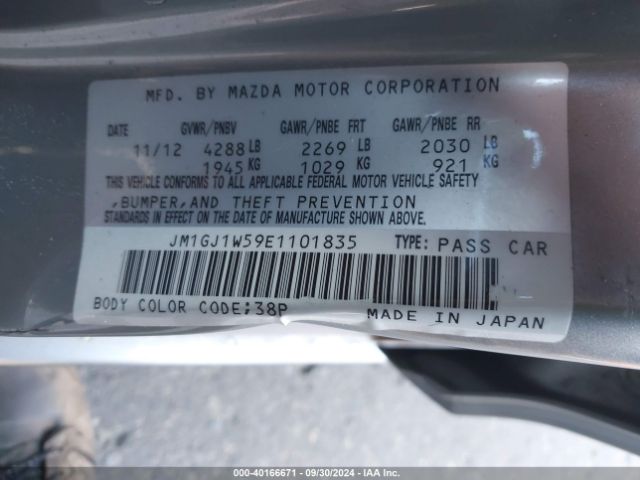 MFD. BY MAZDA MOTOR CORPORATION
DATE GVWR/PNBV GAWR/PNBE FRT GAWR/PNBE RR
11/12 4288 LB 2269 LB 2030 LB
1945 KG 1029 KG 921 KG
THIS VEHICLE CONFORMS TO ALL APPLICABLE FEDERAL MOTOR VEHICLE SAFETY
,BUMPER,AND THEFT PREVENTION
STANDARDS IN EFFECT ON THE DATE OF MANUFACTURE SHOWN ABOVE.
JM1GJ1W59E1101835 TYPE: PASS CAR
BODY COLOR CODE:38P MADE IN JAPAN
000-40166671 - 09/30/2024 - IAA Inc.